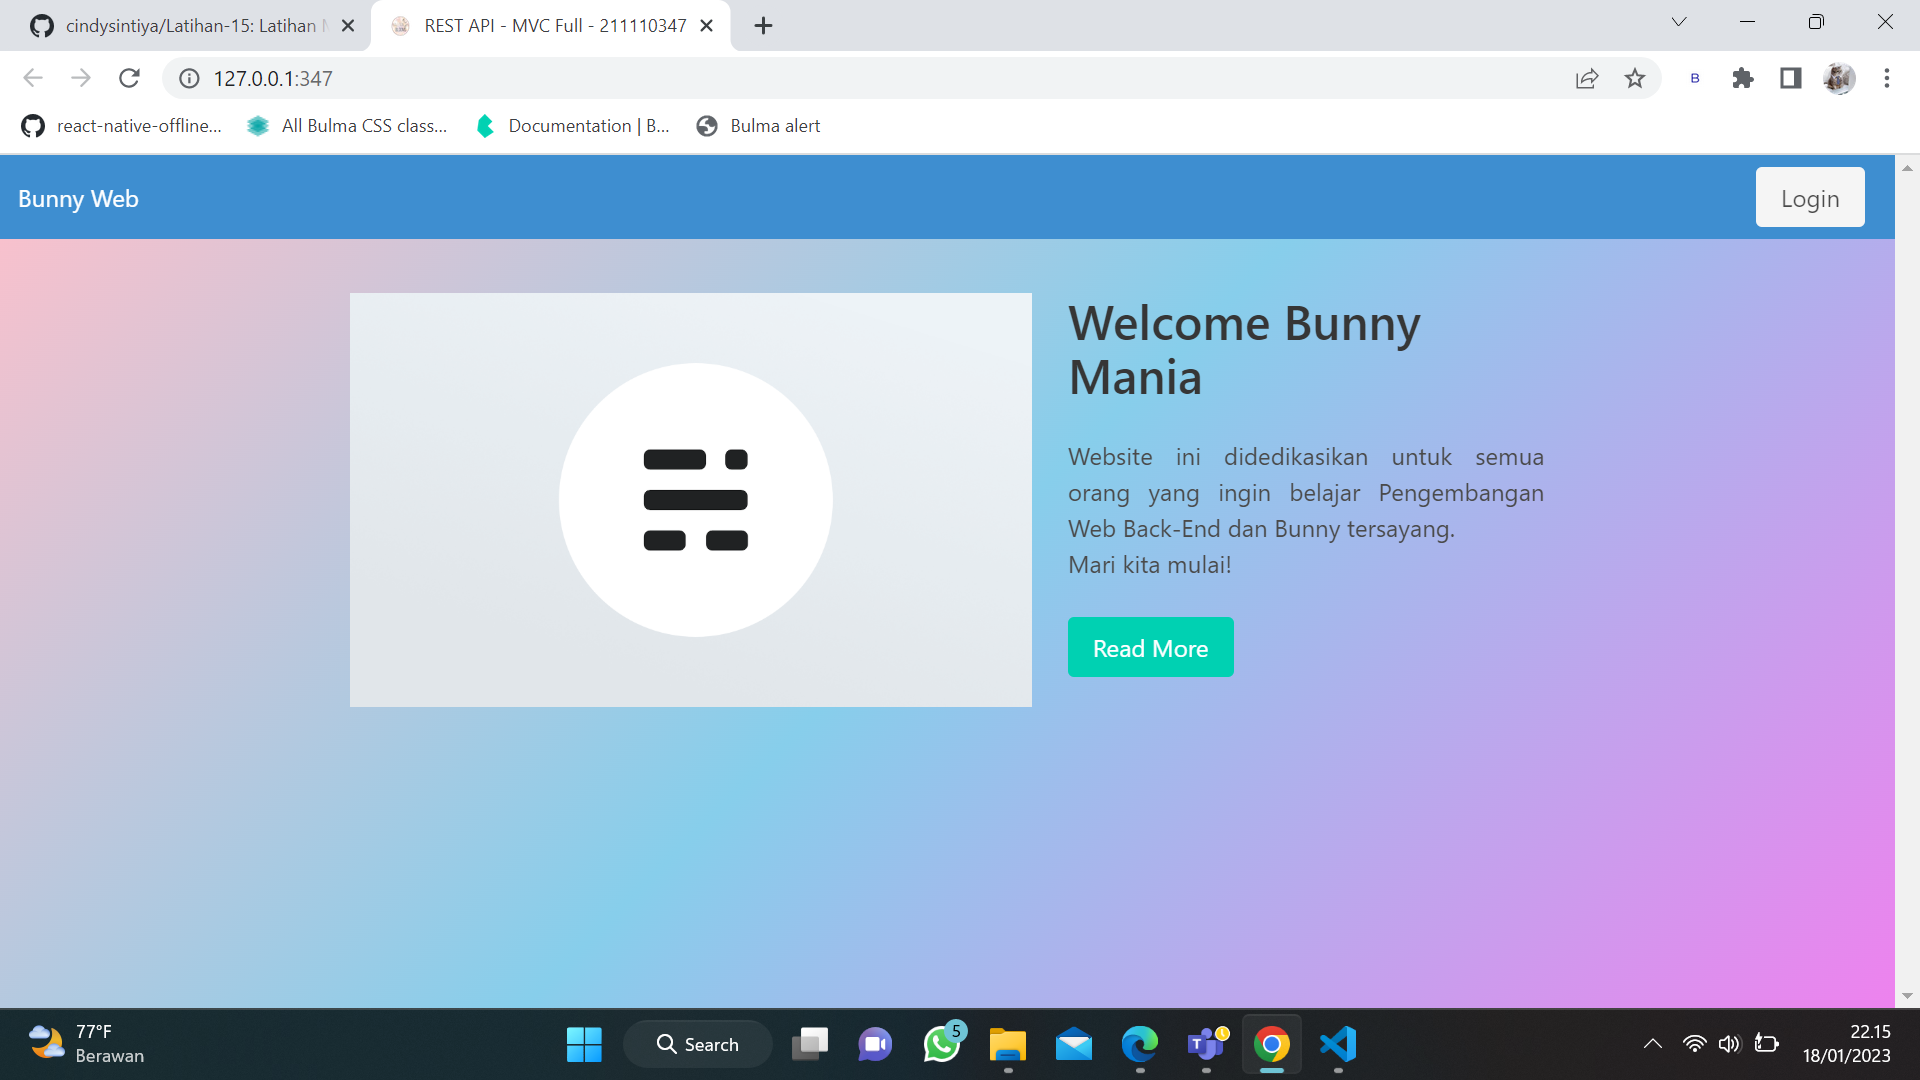 cindysintiya/Latihan-15: Latihan
REST API - MVC Full - 211110347
127.0.0.1:347
B
react-native-offline...
All Bulma CSS class...
Documentation | B...
Bulma alert
Bunny Web
Login
Welcome Bunny
Mania
Website ini didedikasikan untuk semua
orang yang ingin belajar Pengembangan
Web Back-End dan Bunny tersayang.
Mari kita mulai!
Read More
77°F
Berawan
Search
5
T
22.15
18/01/2023